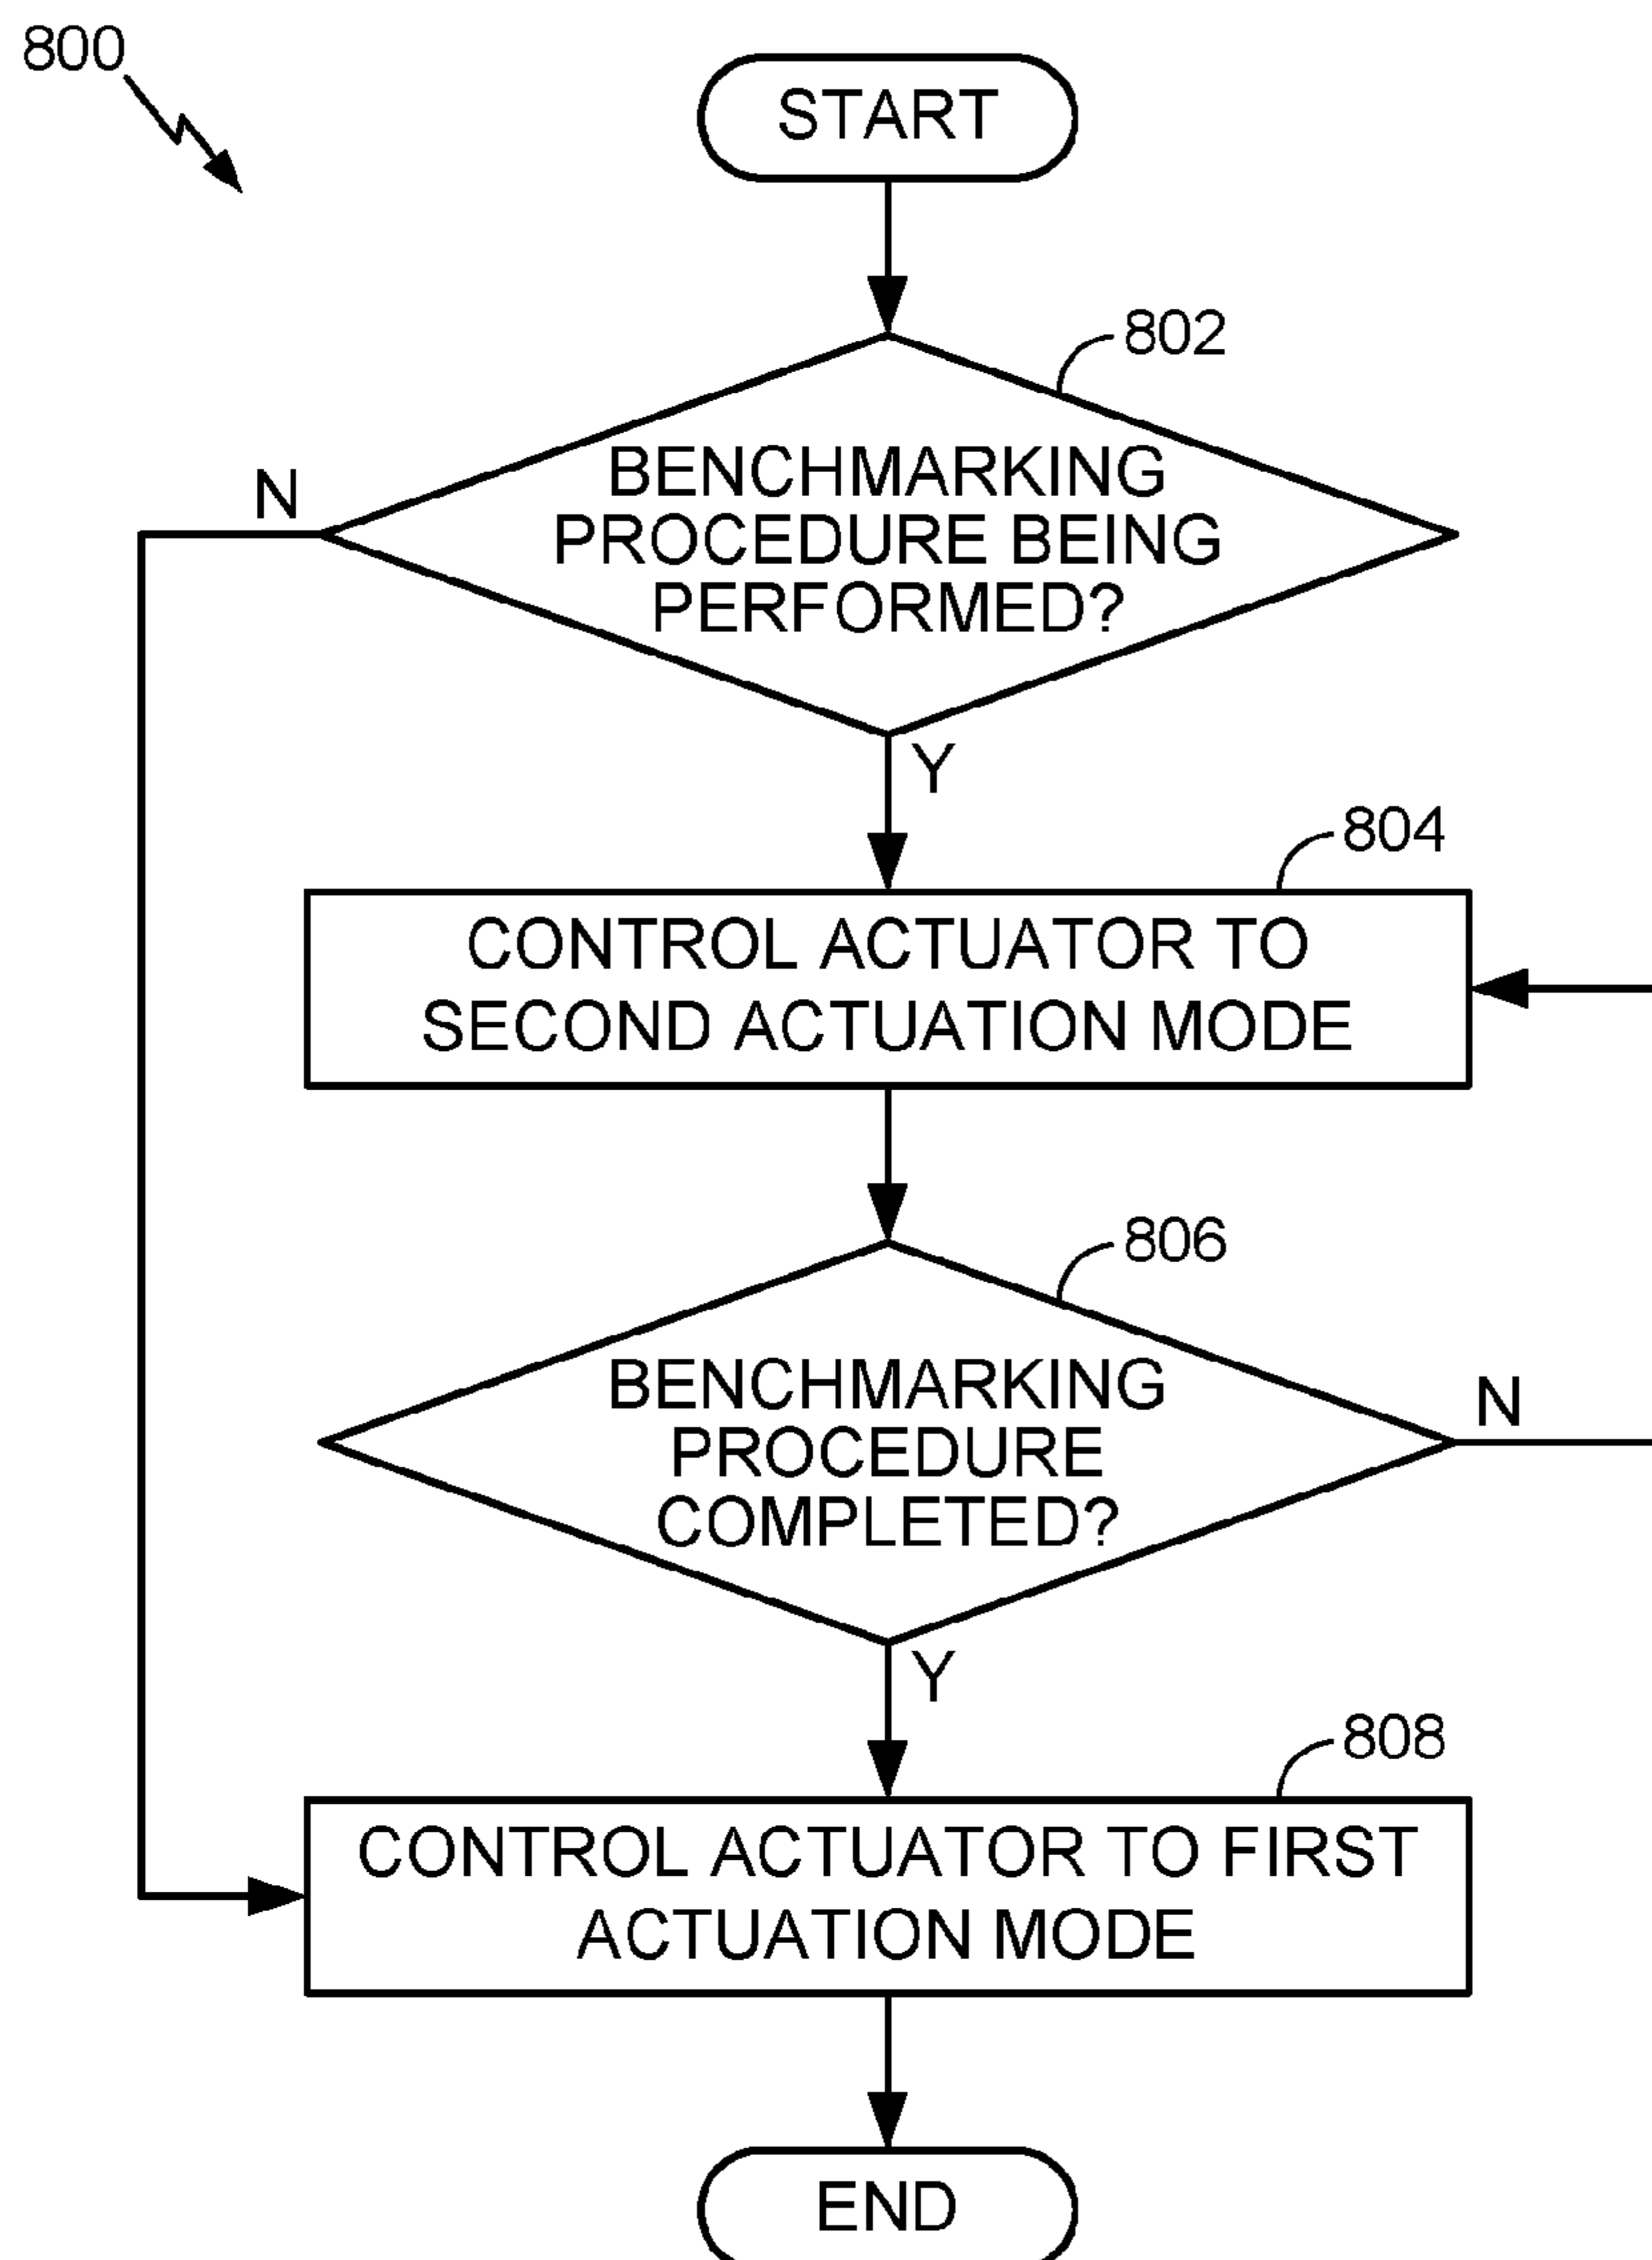 800
START
802
BENCHMARKING
PROCEDURE BEING
PERFORMED?
N
Y
804
CONTROL ACTUATOR TO
SECOND ACTUATION MODE
806
BENCHMARKING
PROCEDURE
COMPLETED?
N
Y
808
CONTROL ACTUATOR TO FIRST
ACTUATION MODE
END